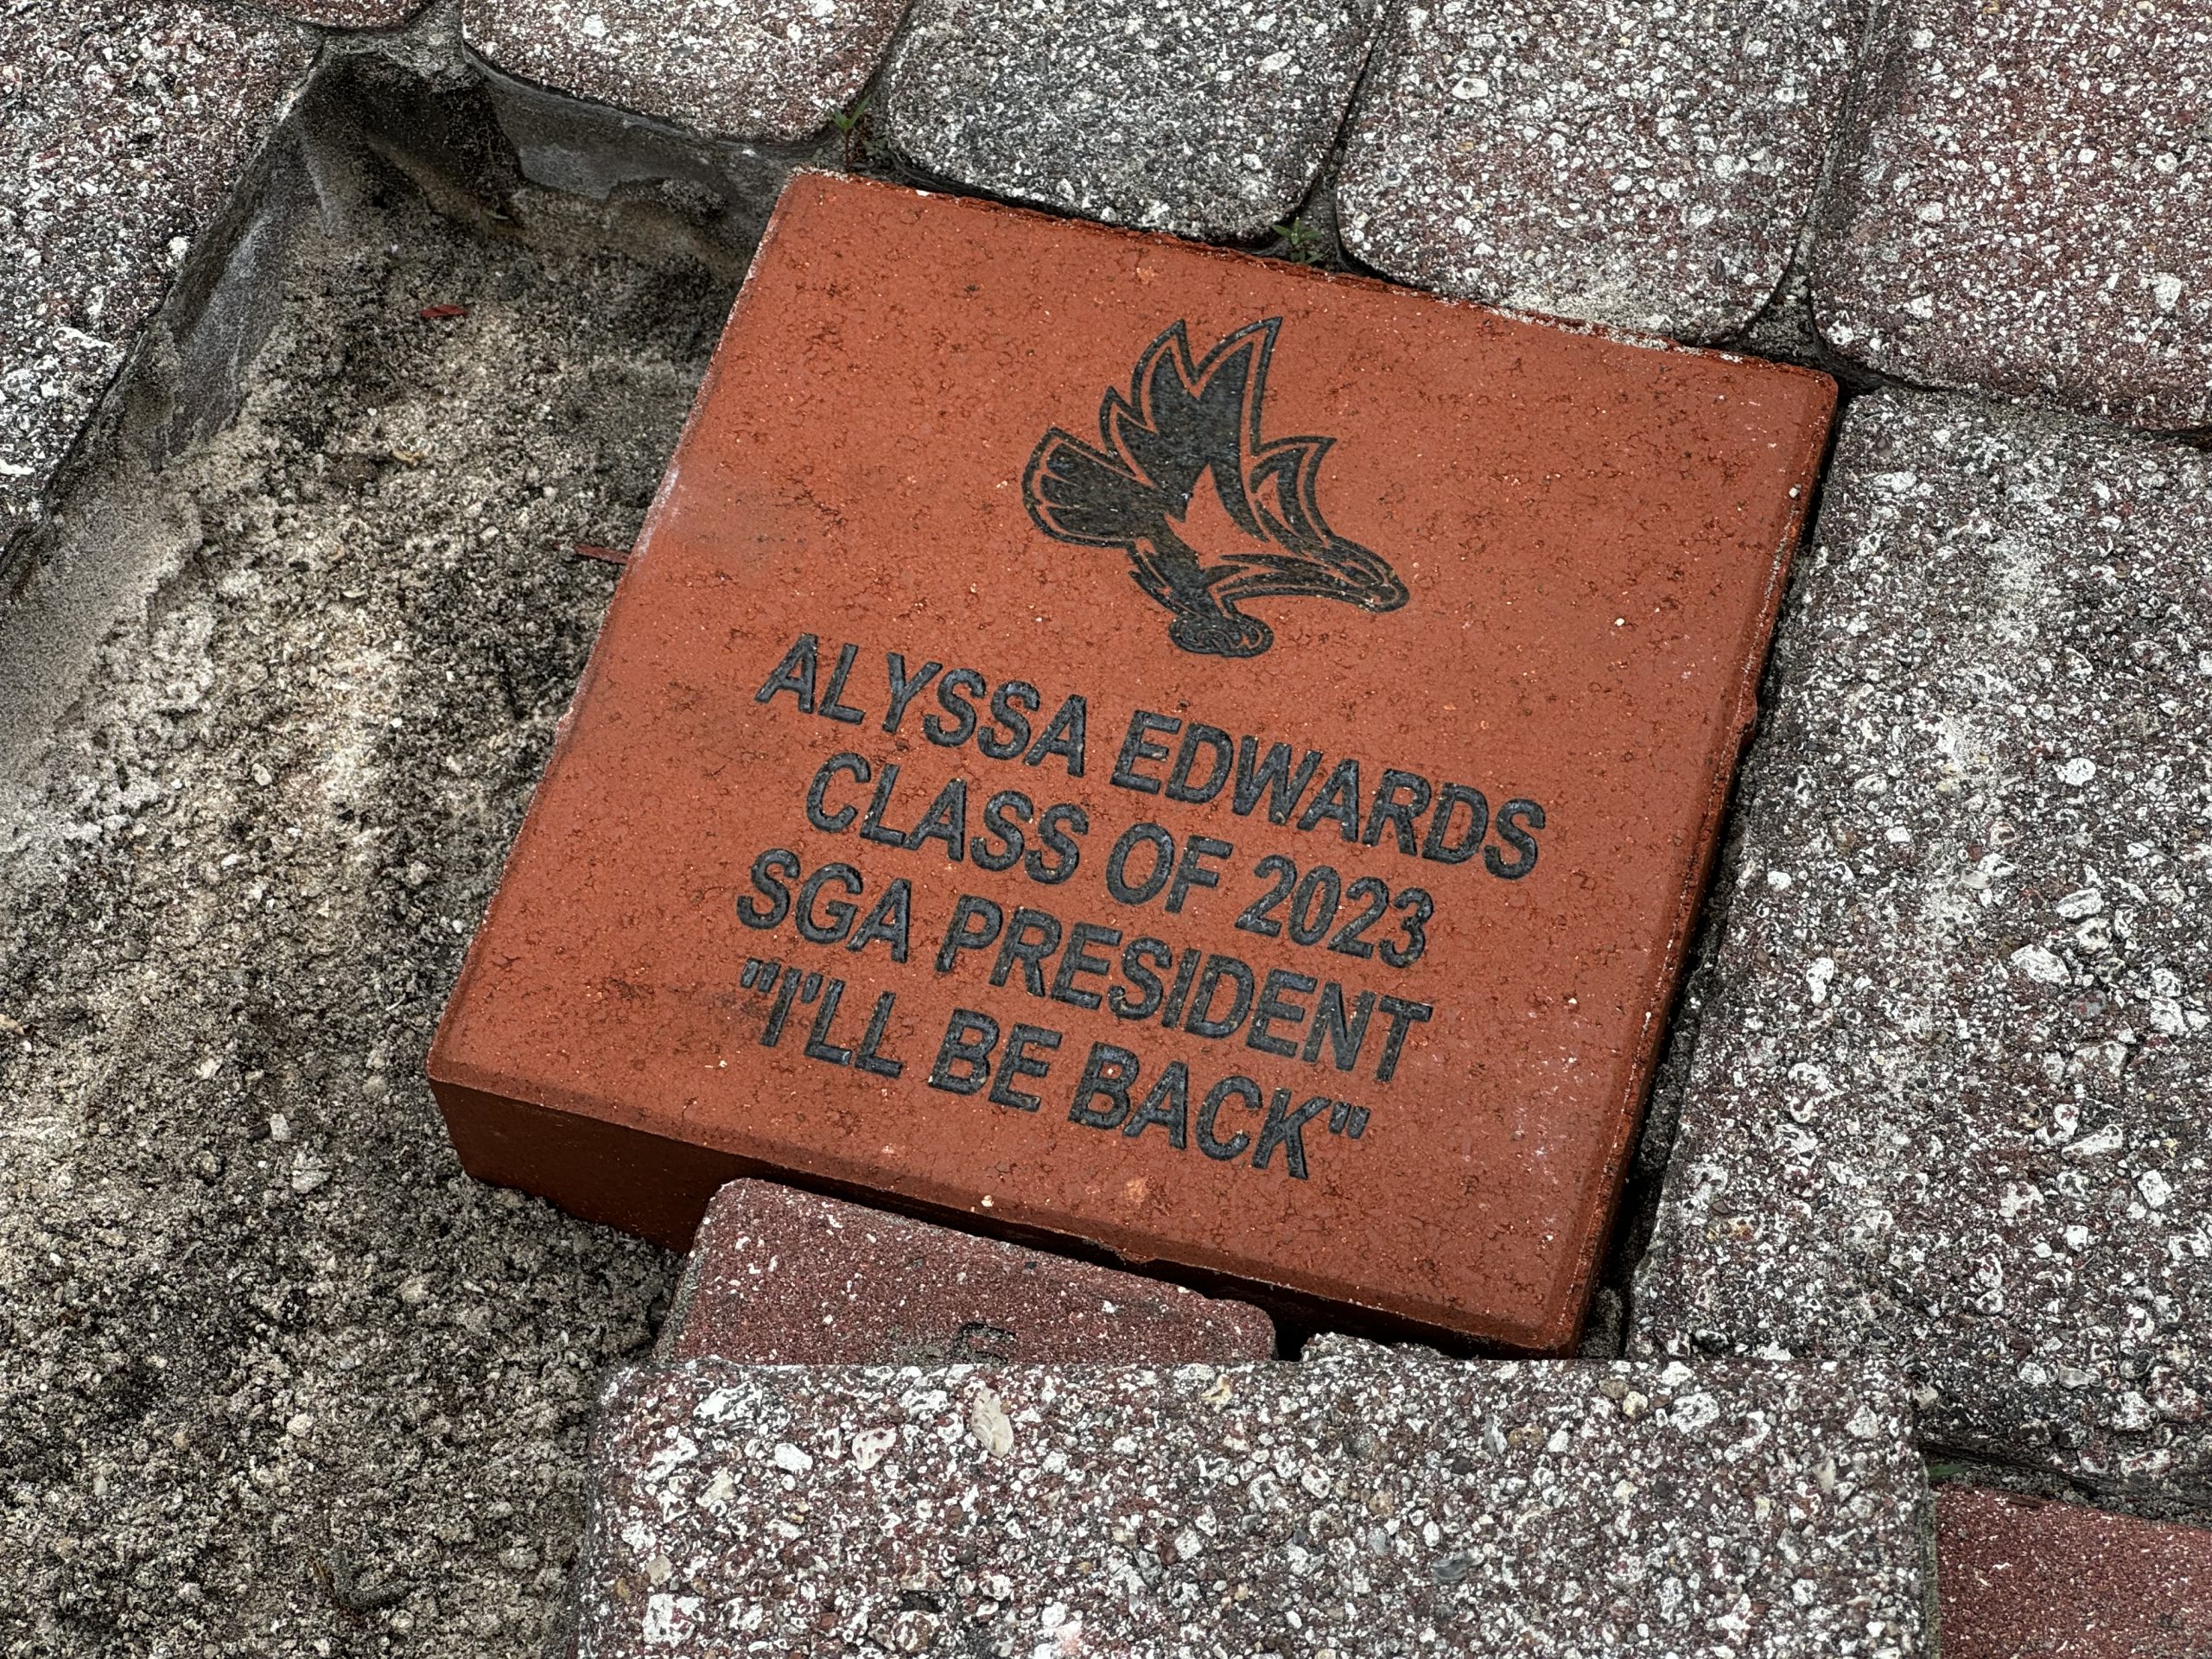 ALYSSA EDWARDS
CLASS OF 2023
SGA PRESIDENT
"I'LL BE BACK"